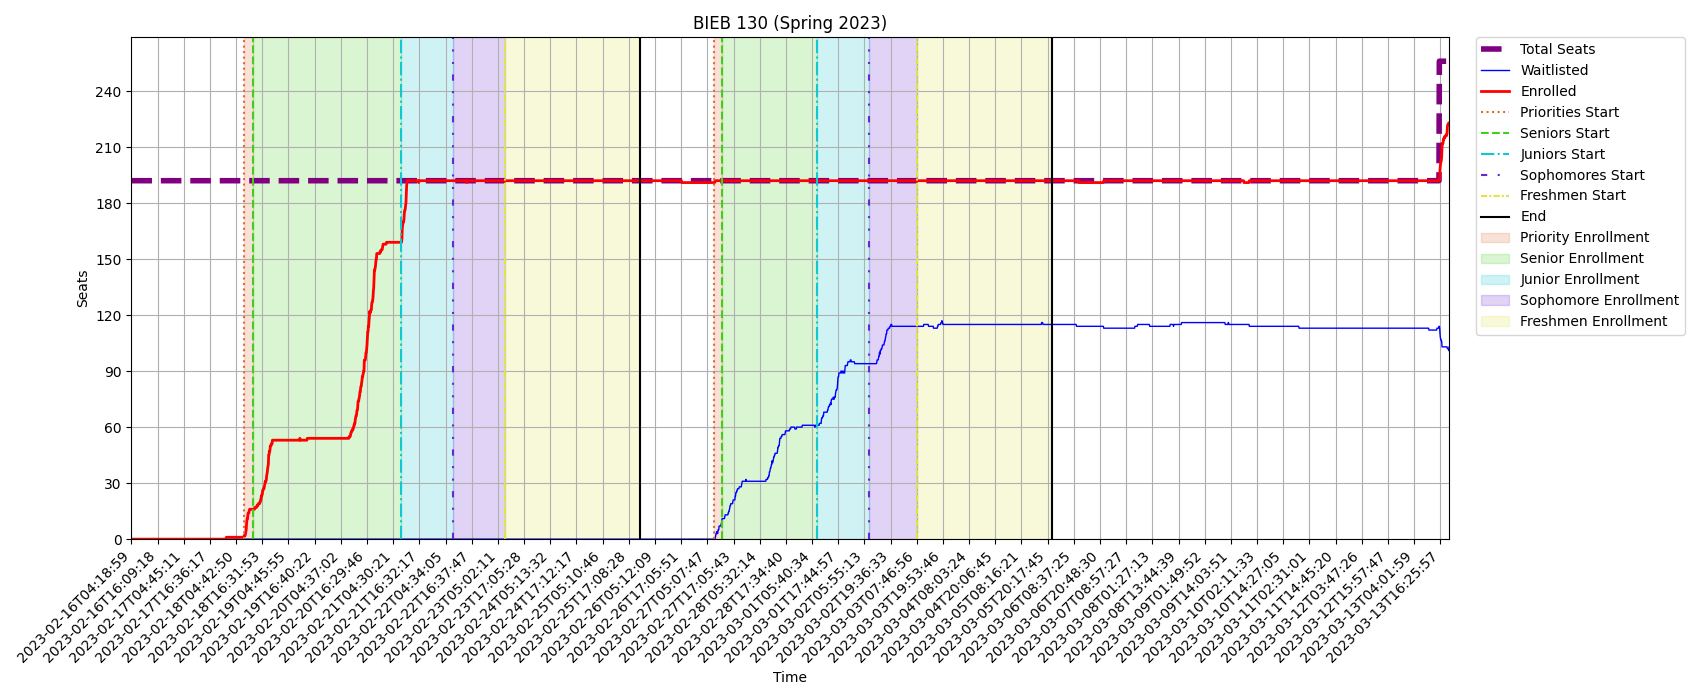 BIEB 130 (Spring 2023)
Seats
240
210
180
150
120
90
60
30
0
2023-02-16T04:18:59
2023-02-16T16:09:18
2023-02-17T04:45:11
2023-02-17T17:36:17
2023-02-18T04:42:50
2023-02-18T16:31:53
2023-02-19T04:45:55
2023-02-19T16:40:22
2023-02-20T04:37:02
2023-02-20T16:29:46
2023-02-21T04:30:21
2023-02-21T16:32:17
2023-02-22T04:34:05
2023-02-22T16:37:47
2023-02-23T05:02:11
2023-02-23T17:05:28
2023-02-24T05:13:32
2023-02-24T17:12:17
2023-02-25T05:10:46
2023-02-25T17:08:28
2023-02-26T05:12:09
2023-02-26T17:05:51
2023-02-27T05:07:47
2023-02-27T17:05:43
2023-02-28T05:32:14
2023-02-28T17:34:40
2023-03-01T05:40:34
2023-03-01T17:44:57
2023-03-02T05:55:13
2023-03-02T19:36:33
2023-03-03T07:46:56
2023-03-03T19:53:46
2023-03-04T08:03:24
2023-03-04T20:06:45
2023-03-05T08:16:21
2023-03-05T20:17:45
2023-03-06T08:37:25
2023-03-06T20:48:30
2023-03-07T08:57:27
2023-03-08T01:27:13
2023-03-08T13:44:39
2023-03-09T01:49:52
2023-03-09T14:03:51
2023-03-10T02:11:33
2023-03-10T14:27:05
2023-03-11T02:31:01
2023-03-11T14:45:20
2023-03-12T03:47:26
2023-03-12T15:57:47
2023-03-13T04:01:59
2023-03-13T16:25:57
Time
Total Seats
Waitlisted
Enrolled
Priorities Start
Seniors Start
Juniors Start
Sophomores Start
Freshmen Start
End
Priority Enrollment
Senior Enrollment
Junior Enrollment
Sophomore Enrollment
Freshmen Enrollment